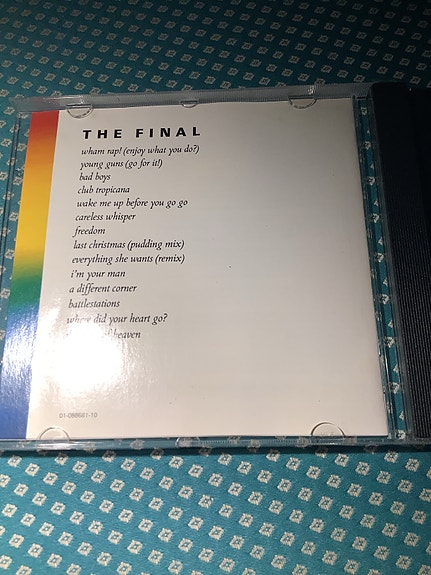 THE FINAL
wham rap! (enjoy what you do?)
young guns (go for it!)
bad boys
club tropicana
wake me up before you go go
careless whisper
freedom
last christmas (pudding mix)
everything she wants (remix)
i'm your man
a different corner
battlestations
where did your heart go?
heaven
01-088681-10